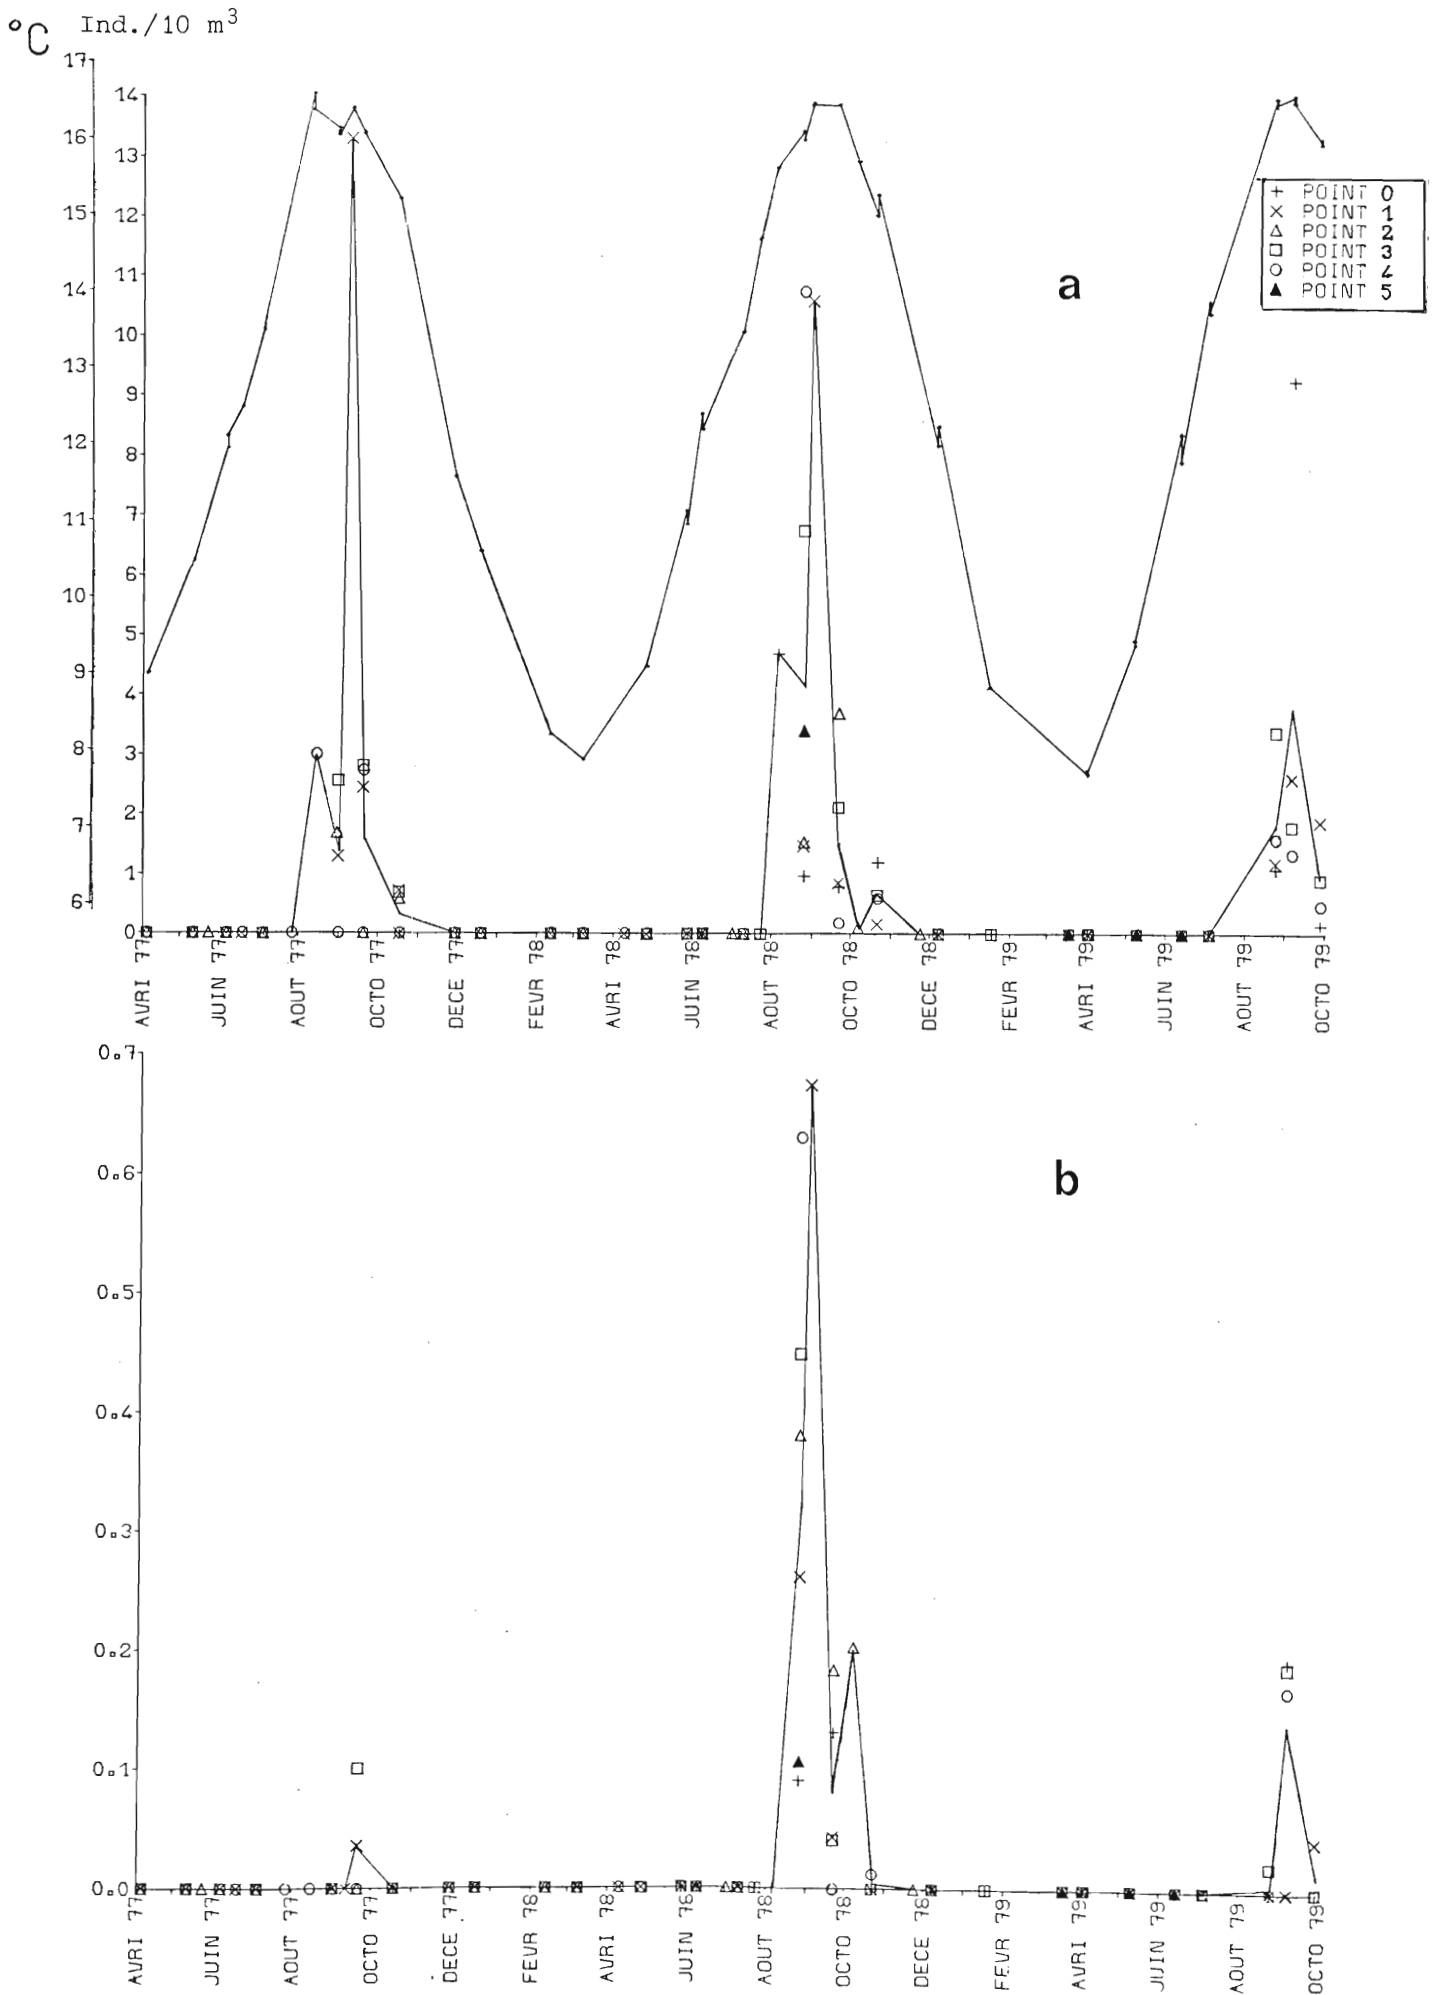 °C Ind./10 m³
17
16
15
14
13
12
11
10
9
8
7
6
14
13
12
11
10
9
8
7
6
5
4
3
2
1
0
a
+ POINT 0
× POINT 1
△ POINT 2
□ POINT 3
○ POINT 4
▲ POINT 5
AVRI 77
JUIN 77
AOUT 77
OCTO 77
DECE 77
FEVR 78
AVRI 78
JUIN 78
AOUT 78
OCTO 78
DECE 78
FEVR 79
AVRI 79
JUIN 79
AOUT 79
OCTO 79
0.7
0.6
0.5
0.4
0.3
0.2
0.1
0.0
b
AVRI 77
JUIN 77
AOUT 77
OCTO 77
DECE 77
FEVR 78
AVRI 78
JUIN 78
AOUT 78
OCTO 78
DECE 78
FEVR 79
AVRI 79
JUIN 79
AOUT 79
OCTO 79